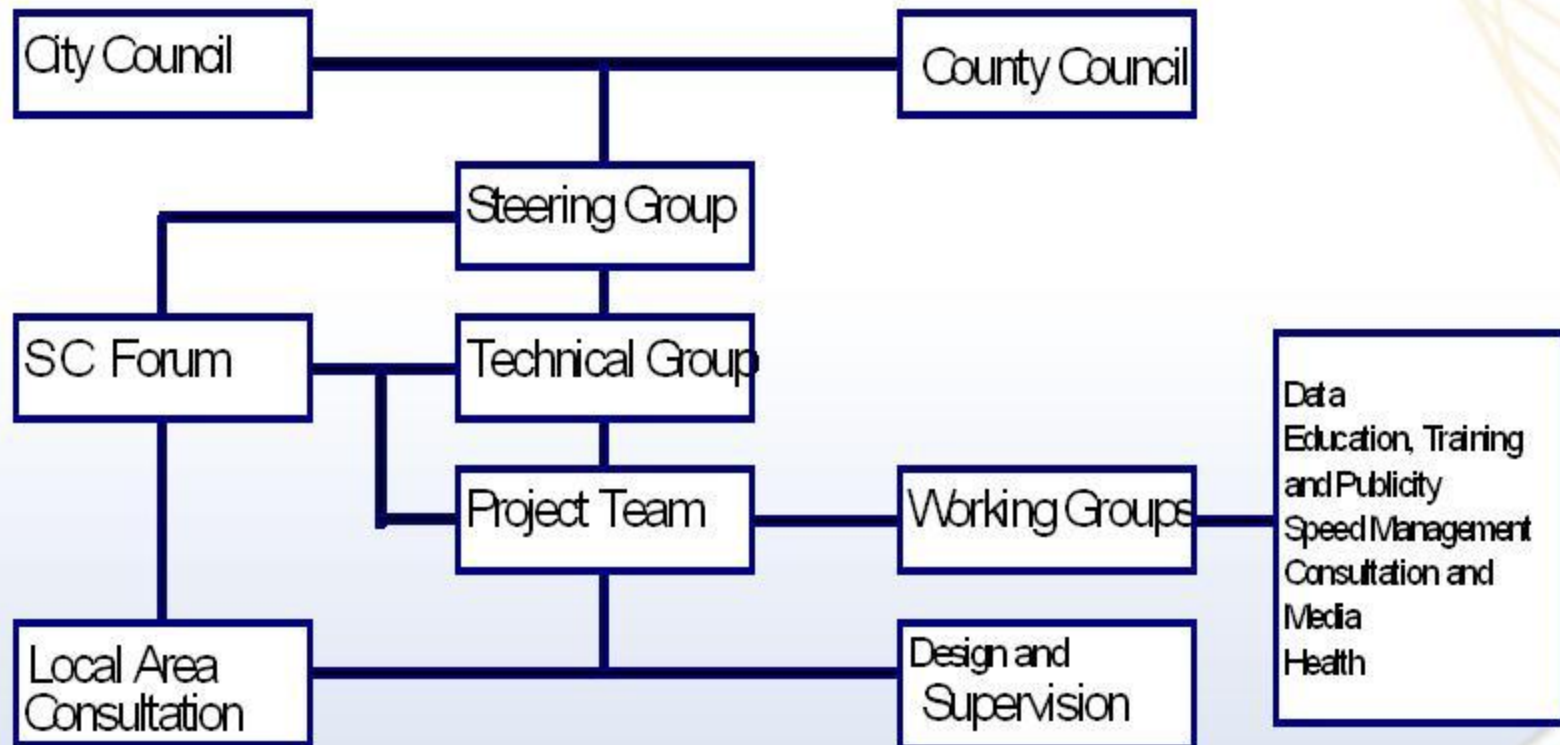 City Council
County Council
Steering Group
SC Forum
Technical Group
Project Team
Working Groups
Data
Education, Training
and Publicity
Speed Management
Consultation and
Media
Health
Local Area
Consultation
Design and
Supervision